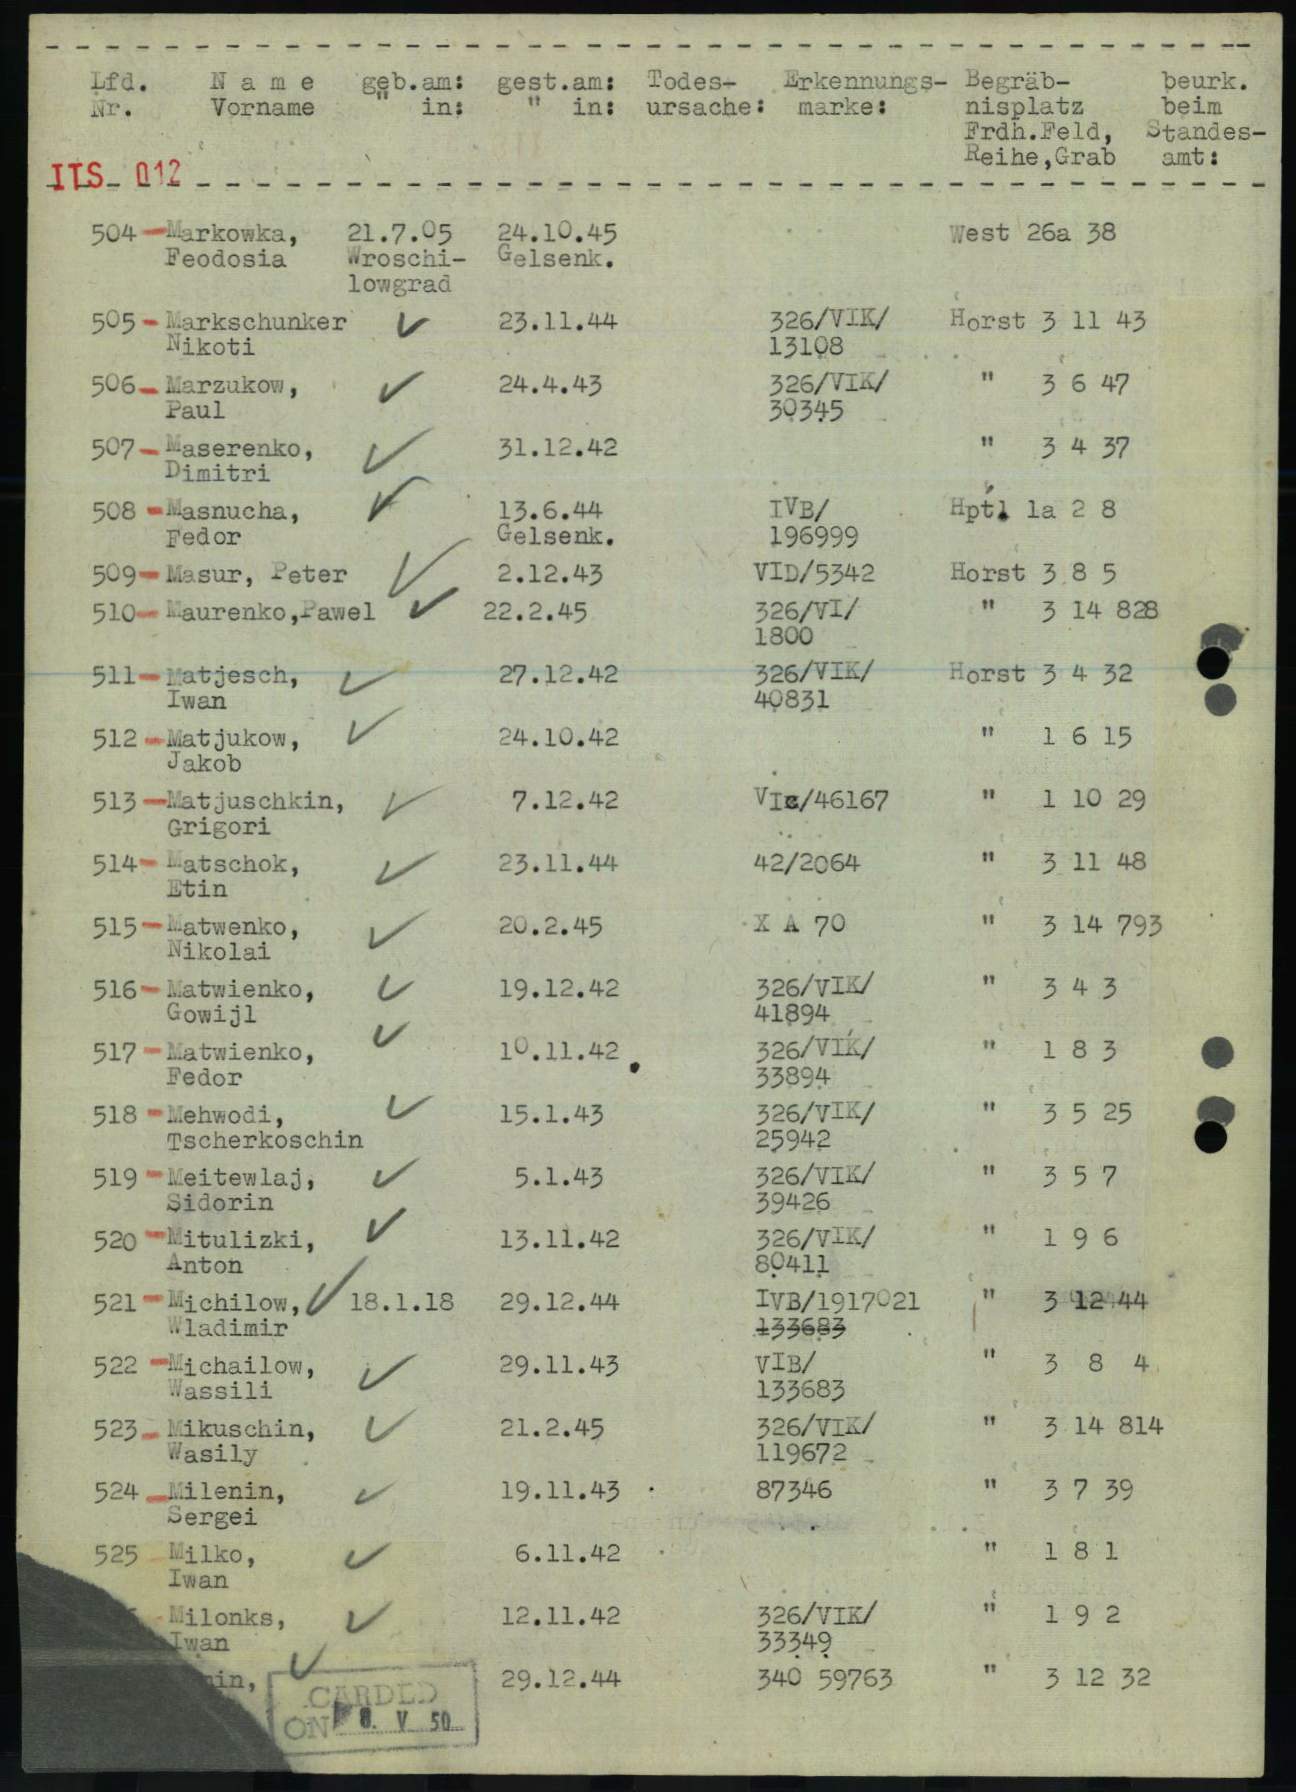 Lfd. N a m e geb.am: gest.am: Todes- Erkennungs- Begräb- beurk.
Nr. Vorname " in: " in: ursache: marke: nisplatz beim
Frdh.Feld, Standes-
Reihe,Grab amt:
ITS 012
504 Markowka, 21.7.05 24.10.45 West 26a 38
Feodosia Wroschi- Gelsenk.
lowgrad
505 Markschunker 23.11.44 326/VIK/ Horst 3 11 43
Nikoti 13108
506 Marzukow, 24.4.43 326/VIK/ " 3 6 47
Paul 30345
507 Maserenko, 31.12.42 " 3 4 37
Dimitri
508 Masnucha, 13.6.44 IVB/ Hptl 1a 2 8
Fedor Gelsenk. 196999
509 Masur, Peter 2.12.43 VID/5342 Horst 3 8 5
510 Maurenko,Pawel 22.2.45 326/VI/ " 3 14 828
1800
511 Matjesch, 27.12.42 326/VIK/ Horst 3 4 32
Iwan 40831
512 Matjukow, 24.10.42 " 1 6 15
Jakob
513 Matjuschkin, 7.12.42 VIc/46167 " 1 10 29
Grigori
514 Matschok, 23.11.44 42/2064 " 3 11 48
Etin
515 Matwenko, 20.2.45 X A 70 " 3 14 793
Nikolai
516 Matwienko, 19.12.42 326/VIK/ " 3 4 3
Gowijl 41894
517 Matwienko, 10.11.42 326/VIK/ " 1 8 3
Fedor 33894
518 Mehwodi, 15.1.43 326/VIK/ " 3 5 25
Tscherkoschin 25942
519 Meitewlaj, 5.1.43 326/VIK/ " 3 5 7
Sidorin 39426
520 Mitulizki, 13.11.42 326/VIK/ " 1 9 6
Anton 80411
521 Michilow, 18.1.18 29.12.44 IVB/1917021 " 3 12 44
Wladimir 133683
522 Michailow, 29.11.43 VIB/ " 3 8 4
Wassili 133683
523 Mikuschin, 21.2.45 326/VIK/ " 3 14 814
Wasily 119672
524 Milenin, 19.11.43 87346 " 3 7 39
Sergei
525 Milko, 6.11.42 " 1 8 1
Iwan
Milonks, 12.11.42 326/VIK/ " 1 9 2
Iwan 33349
29.12.44 340 59763 " 3 12 32
CARDED
ON 8. V 50